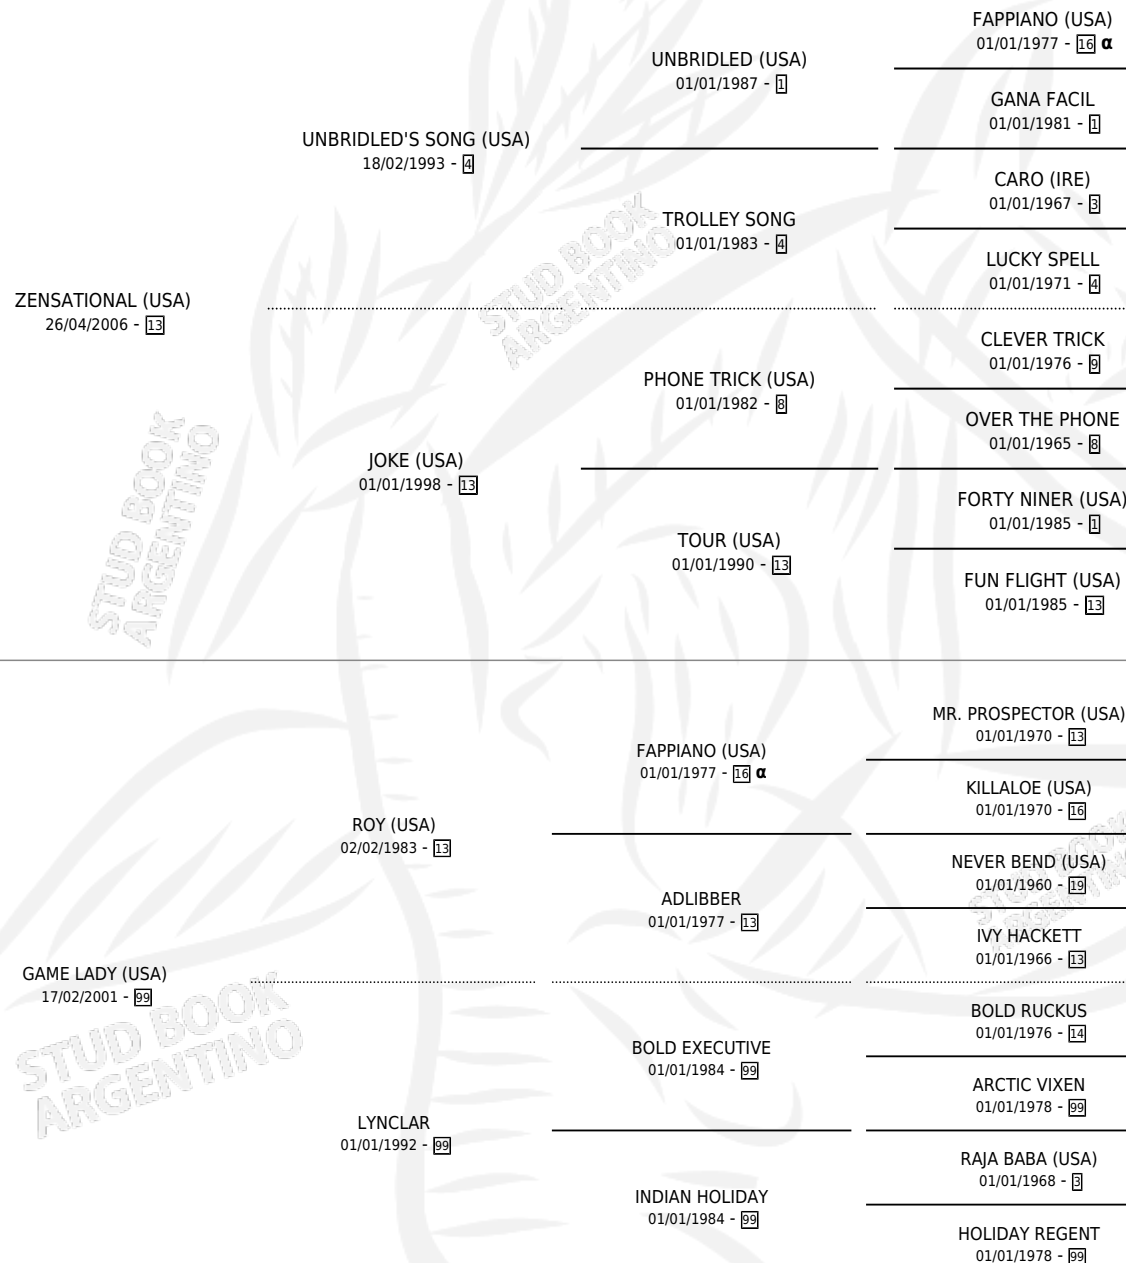 FAPPIANO (USA)
01/01/1977 - 16 α
UNBRIDLED (USA)
01/01/1987 - 1
GANA FACIL
01/01/1981 - 1
UNBRIDLED'S SONG (USA)
18/02/1993 - 4
CARO (IRE)
01/01/1967 - 3
TROLLEY SONG
01/01/1983 - 4
LUCKY SPELL
01/01/1971 - 4
STUD BOOK
ARGENTINO
ZENSATIONAL (USA)
26/04/2006 - 13
CLEVER TRICK
01/01/1976 - 9
PHONE TRICK (USA)
01/01/1982 - 8
OVER THE PHONE
01/01/1965 - 8
JOKE (USA)
01/01/1998 - 13
FORTY NINER (USA)
01/01/1985 - 1
TOUR (USA)
01/01/1990 - 13
FUN FLIGHT (USA)
01/01/1985 - 13
STUD BOOK
ARGENTINO
MR. PROSPECTOR (USA)
01/01/1970 - 13
FAPPIANO (USA)
01/01/1977 - 16 α
KILLALOE (USA)
01/01/1970 - 16
ROY (USA)
02/02/1983 - 13
NEVER BEND (USA)
01/01/1960 - 19
ADLIBBER
01/01/1977 - 13
IVY HACKETT
01/01/1966 - 13
STUD BOOK
ARGENTINO
GAME LADY (USA)
17/02/2001 - 99
BOLD RUCKUS
01/01/1976 - 14
BOLD EXECUTIVE
01/01/1984 - 99
ARCTIC VIXEN
01/01/1978 - 99
STUD BOOK
ARGENTINO
LYNCLAR
01/01/1992 - 99
RAJA BABA (USA)
01/01/1968 - 3
INDIAN HOLIDAY
01/01/1984 - 99
HOLIDAY REGENT
01/01/1978 - 99